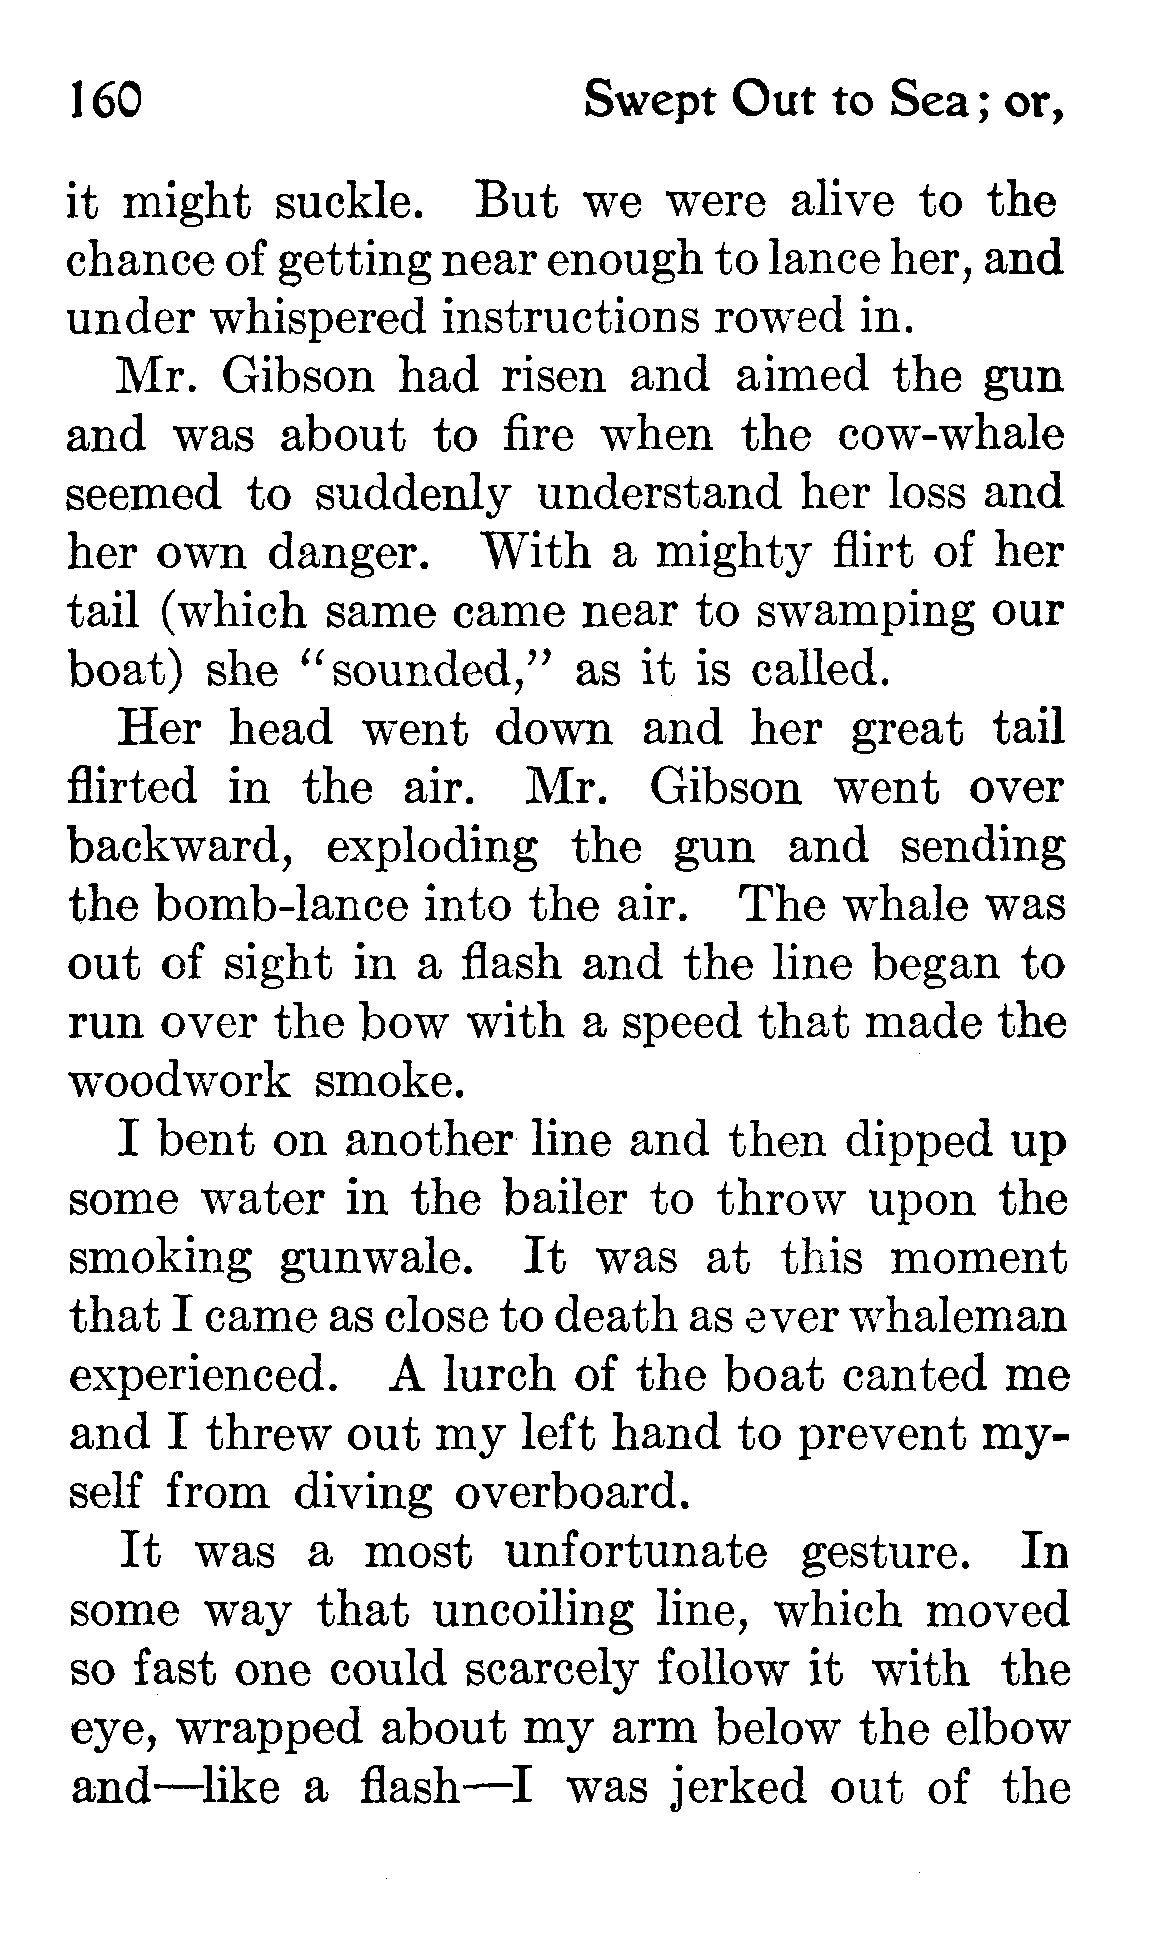 160 Swept Out to Sea; or,
it might suckle. But we were alive to the
chance of getting near enough to lance her, and
under whispered instructions rowed in.
Mr. Gibson had risen and aimed the gun
and was about to fire when the cow-whale
seemed to suddenly understand her loss and
her own danger. With a mighty flirt of her
tail (which same came near to swamping our
boat) she "sounded," as it is called.
Her head went down and her great tail
flirted in the air. Mr. Gibson went over
backward, exploding the gun and sending
the bomb-lance into the air. The whale was
out of sight in a flash and the line began to
run over the bow with a speed that made the
woodwork smoke.
I bent on another line and then dipped up
some water in the bailer to throw upon the
smoking gunwale. It was at this moment
that I came as close to death as ever whaleman
experienced. A lurch of the boat canted me
and I threw out my left hand to prevent my-
self from diving overboard.
It was a most unfortunate gesture. In
some way that uncoiling line, which moved
so fast one could scarcely follow it with the
eye, wrapped about my arm below the elbow
and—like a flash—I was jerked out of the